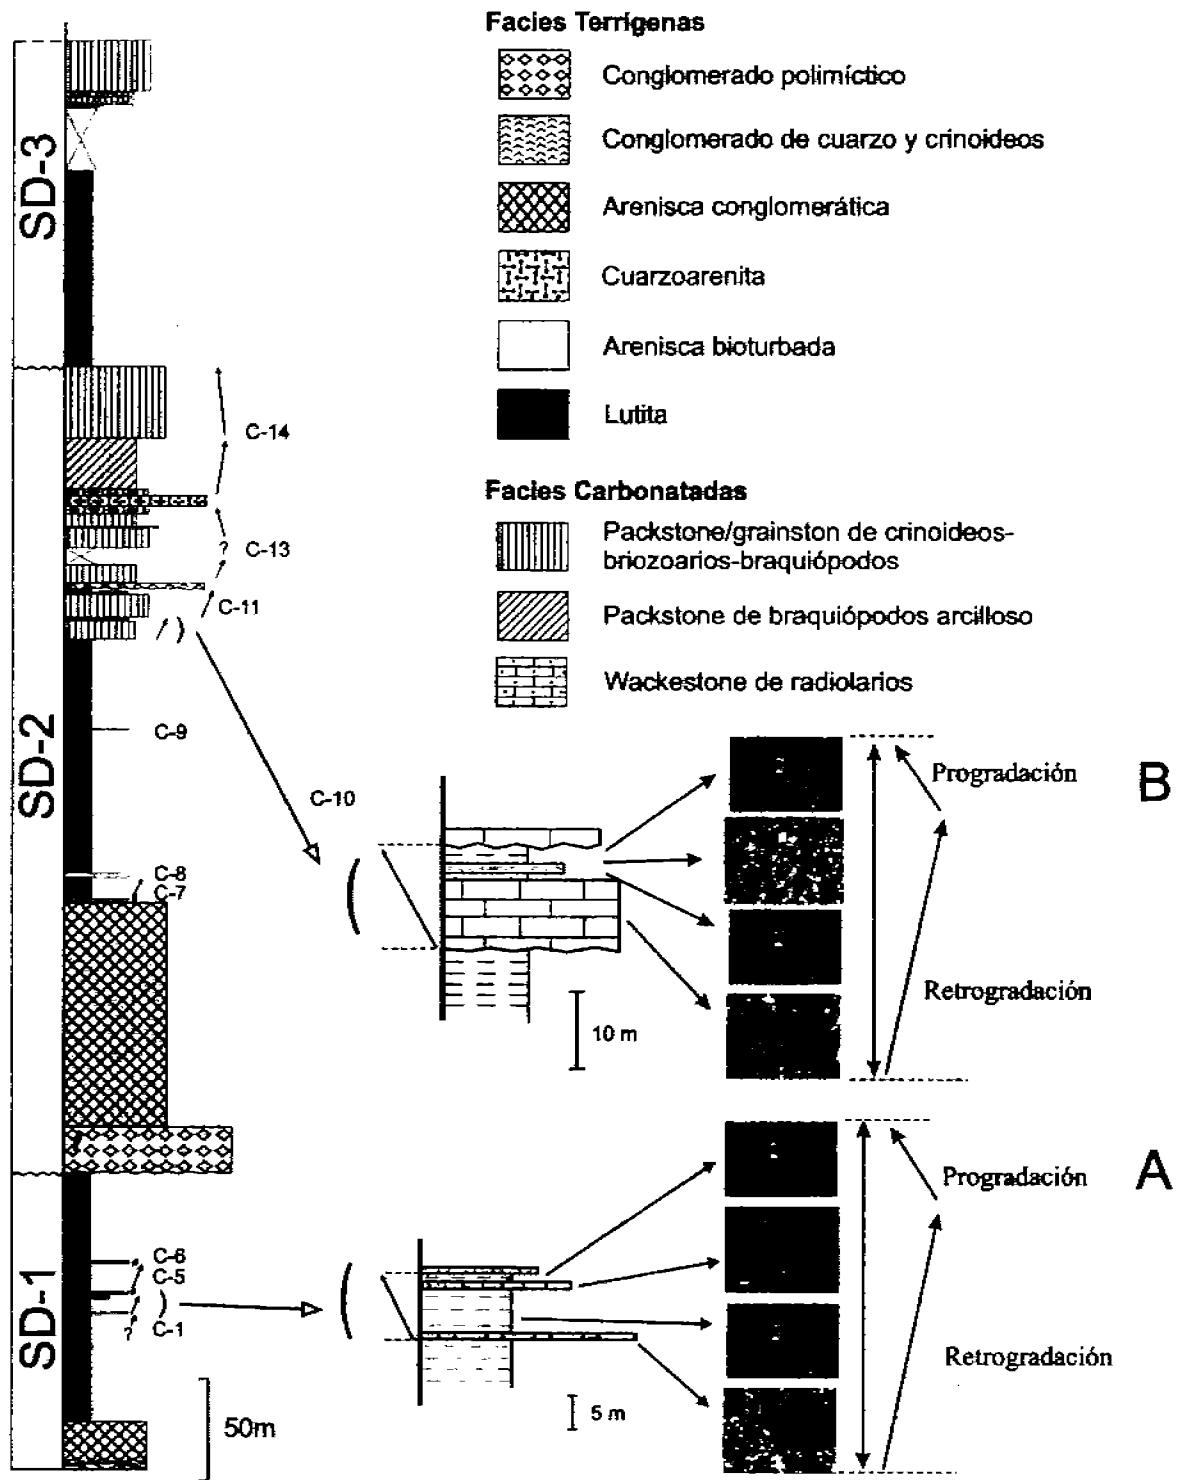 Facies Terrígenas
Conglomerado polimíctico
Conglomerado de cuarzo y crinoideos
Arenisca conglomerática
Cuarzoarenita
Arenisca bioturbada
Lutita
Facies Carbonatadas
Packstone/grainston de crinoideos-
briozoarios-braquiópodos
Packstone de braquiópodos arcilloso
Wackestone de radiolarios
SD-3
C-14
? C-13
C-11
SD-2
C-9
C-10
C-8
C-7
10 m
Progradación
B
Retrogradación
SD-1
C-6
C-5
? C-1
50m
5 m
Progradación
A
Retrogradación